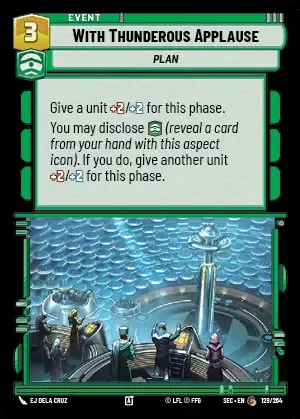 EVENT
3
WITH THUNDEROUS APPLAUSE
PLAN
Give a unit +2/+2 for this phase.
You may disclose (reveal a card
from your hand with this aspect
icon). If you do, give another unit
+2/+2 for this phase.
EJ DELA CRUZ
© LFL © FFG
SEC • EN
129/264